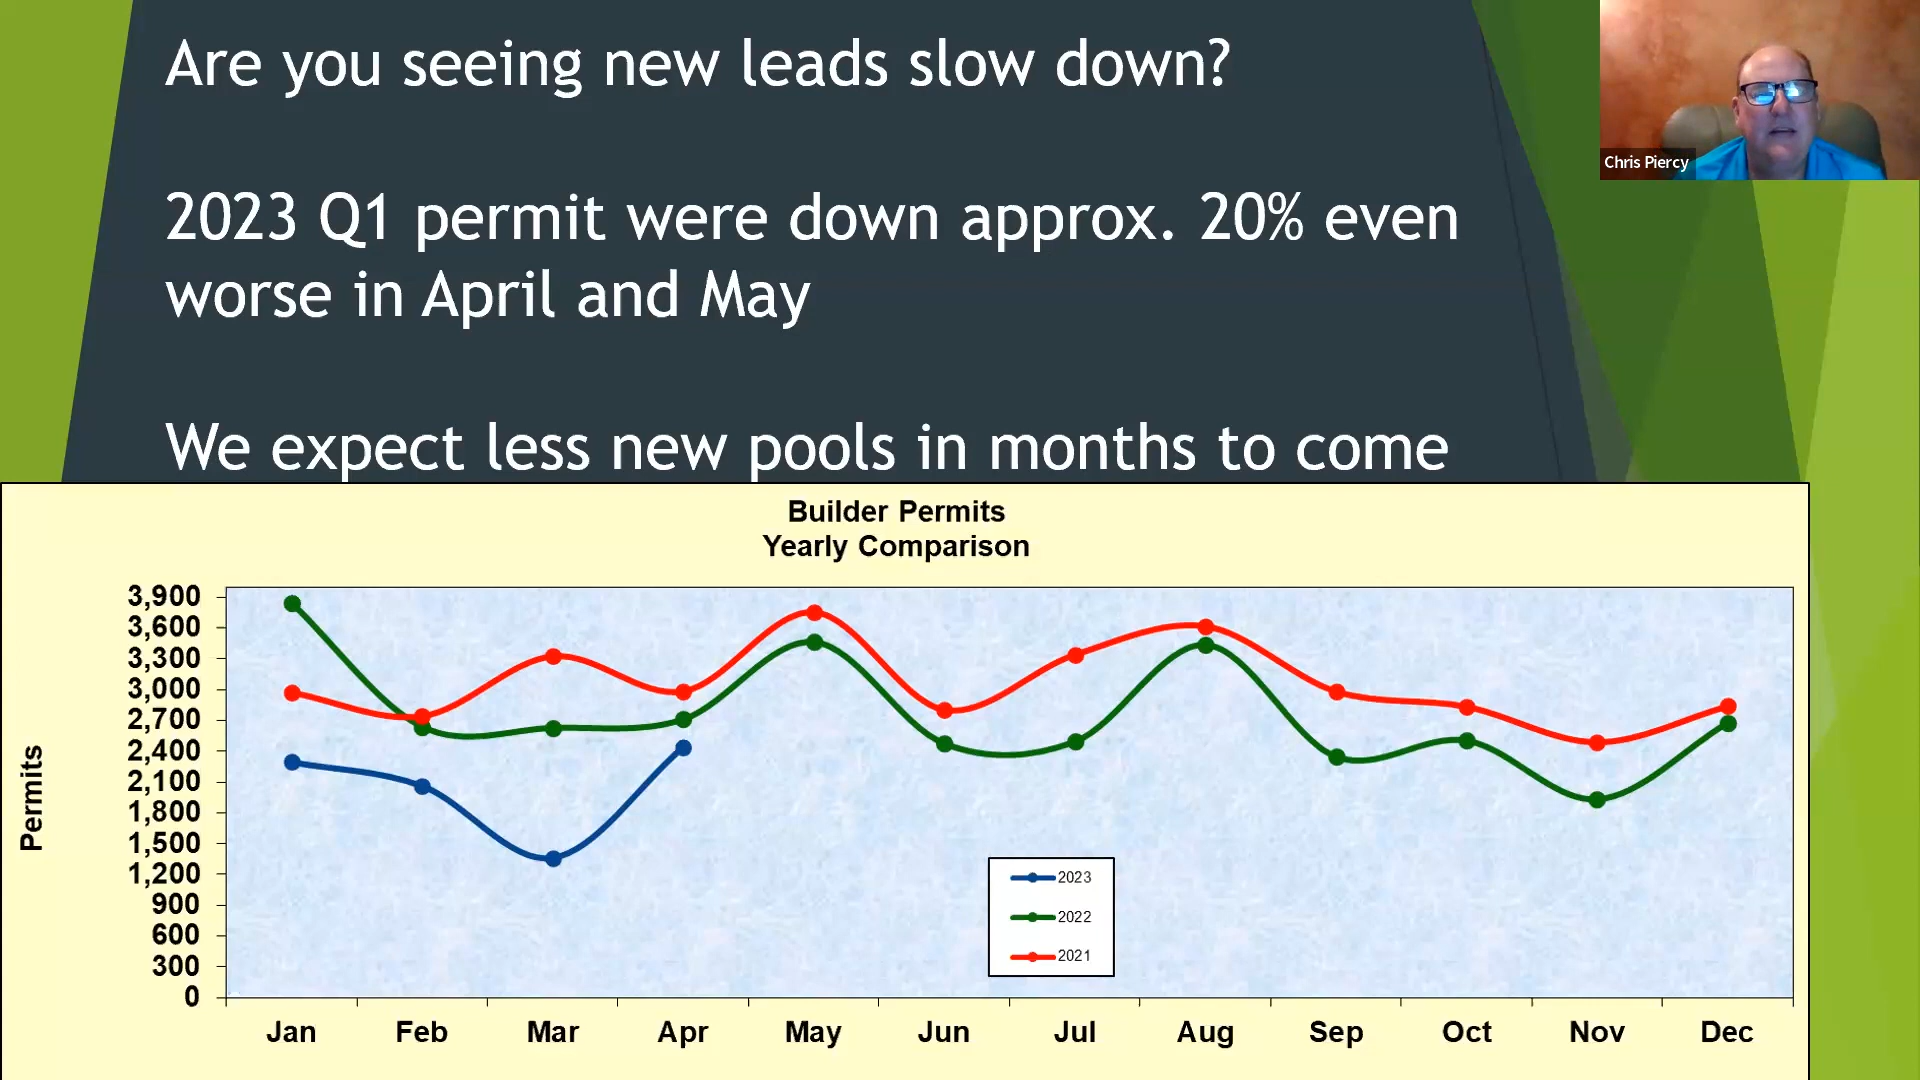 Are you seeing new leads slow down?
2023 Q1 permit were down approx. 20% even
worse in April and May
We expect less new pools in months to come
Chris Piercy
Builder Permits
Yearly Comparison
Permits
3,900
3,600
3,300
3,000
2,700
2,400
2,100
1,800
1,500
1,200
900
600
300
0
2023
2022
2021
Jan Feb Mar Apr May Jun Jul Aug Sep Oct Nov Dec